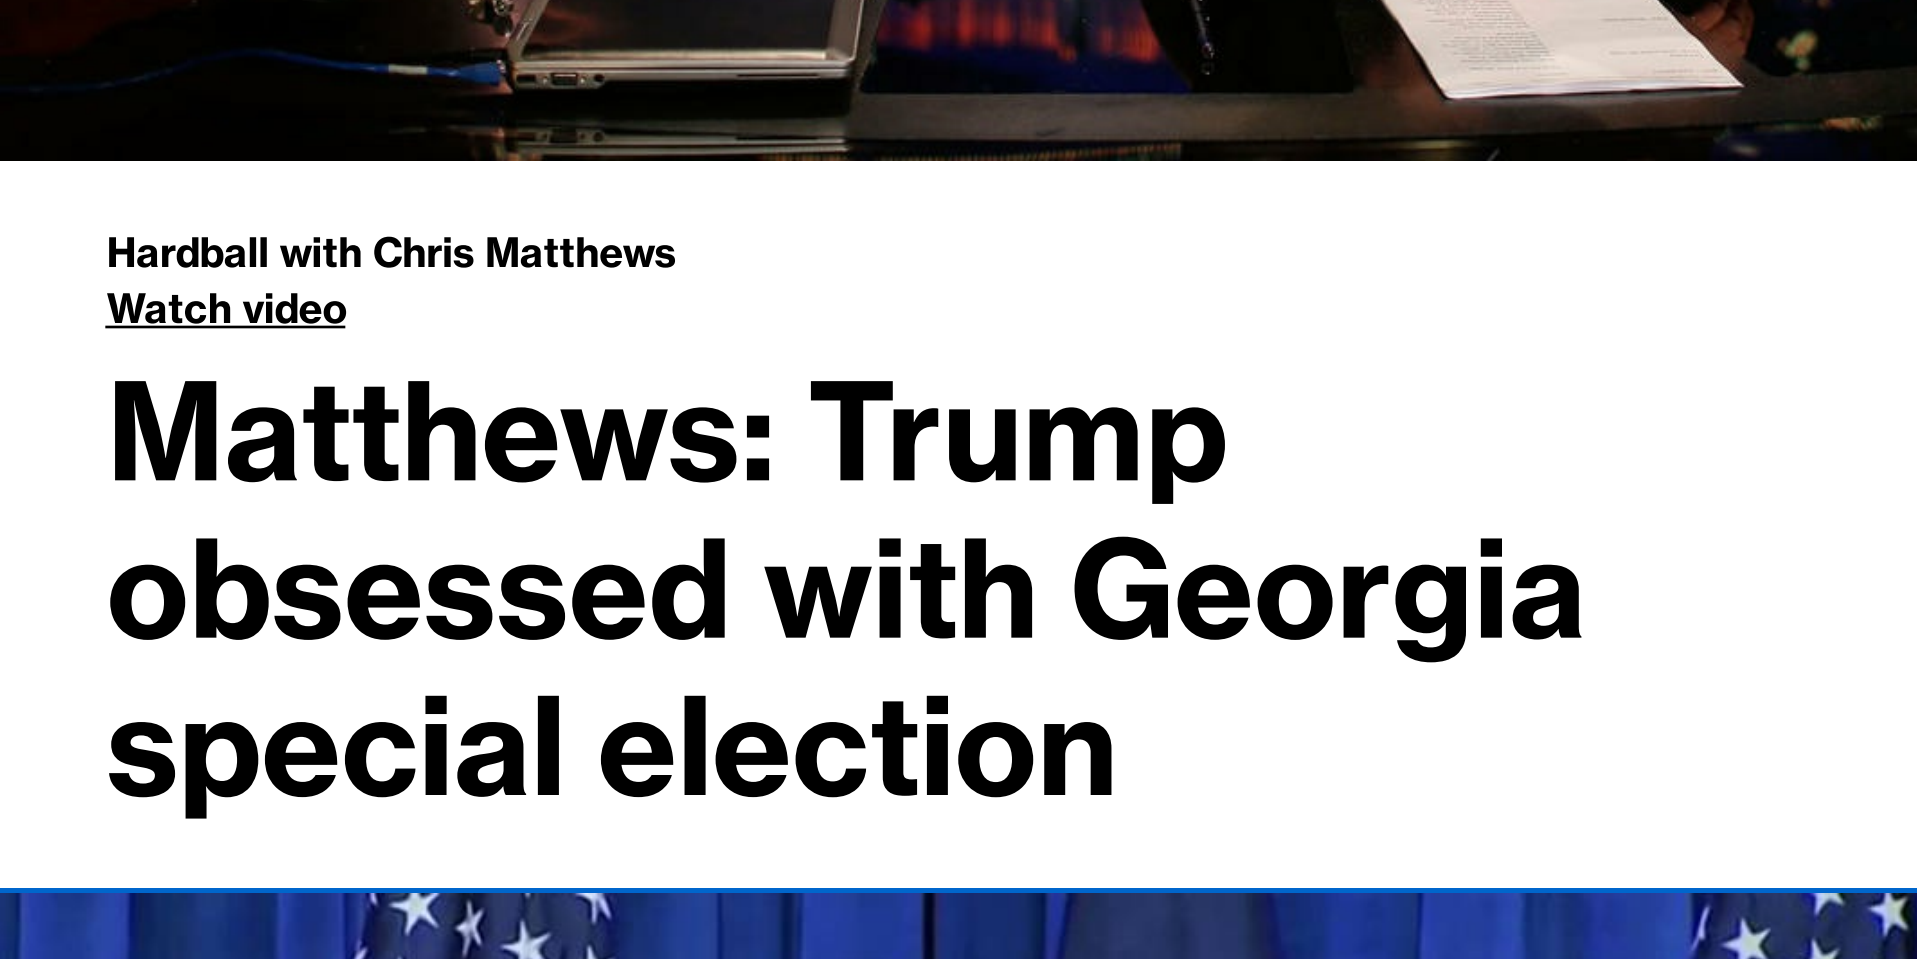 Hardball with Chris Matthews
Watch video
Matthews: Trump
obsessed with Georgia
special election